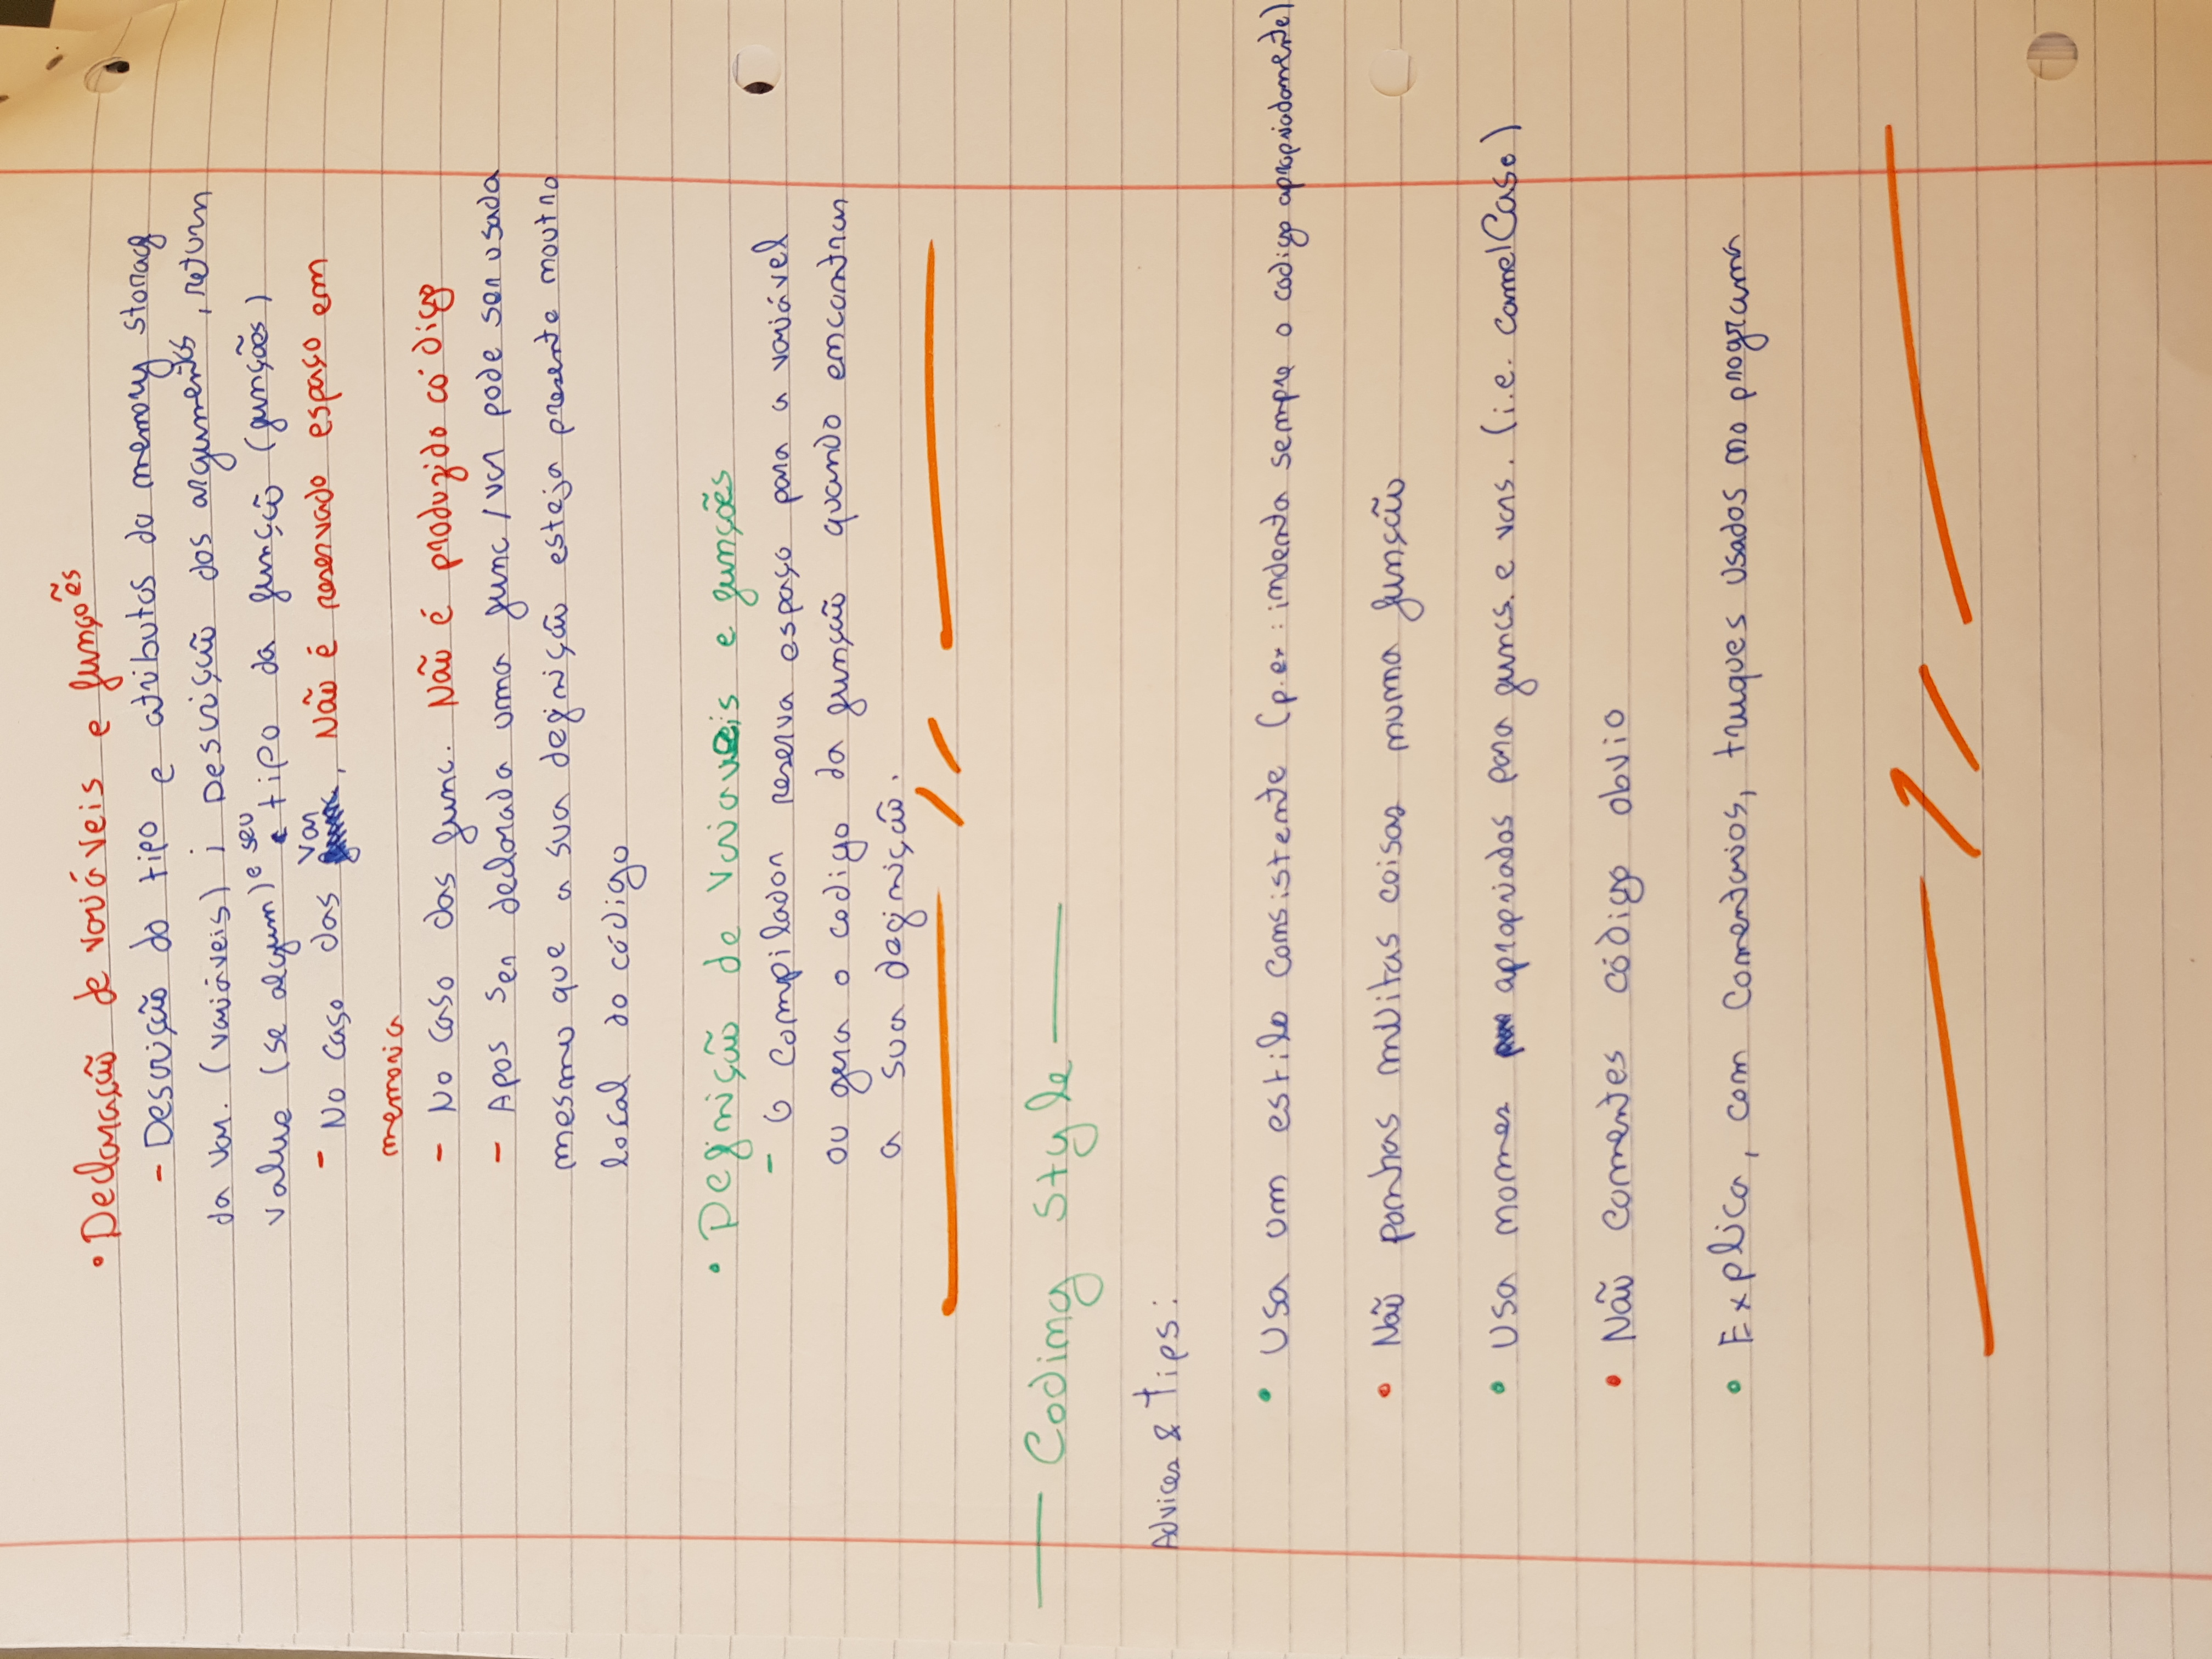 • Declaração de variáveis e funções
- Descrição do tipo e atributos da memory storage
da var. (variáveis) ; Descrição dos argumentos, return
value (se algum) e seu tipo da função (funções)
- No caso das var, Não é reservado espaço em
memoria
- No caso das func. Não é produzido código
- Apos ser declarada uma func/var pode ser usada
mesmo que a sua definição esteja presente noutro
local do código
• Definição de Variaveis e funções
- O compilador reserva espaço para a variável
ou gera o codigo da função quando encontrar
a sua definição.
Coding Style
Advices & Tips:
• Usa um estilo consistente (p.ex: indenta sempre o codigo apropriadamente)
• Não ponhas muitas coisas numa função
• Usa nomes apropriados para funcs. e vars. (i.e. camelCase)
• Não comentes código obvio
• Explica, com comentarios, truques usados no programa